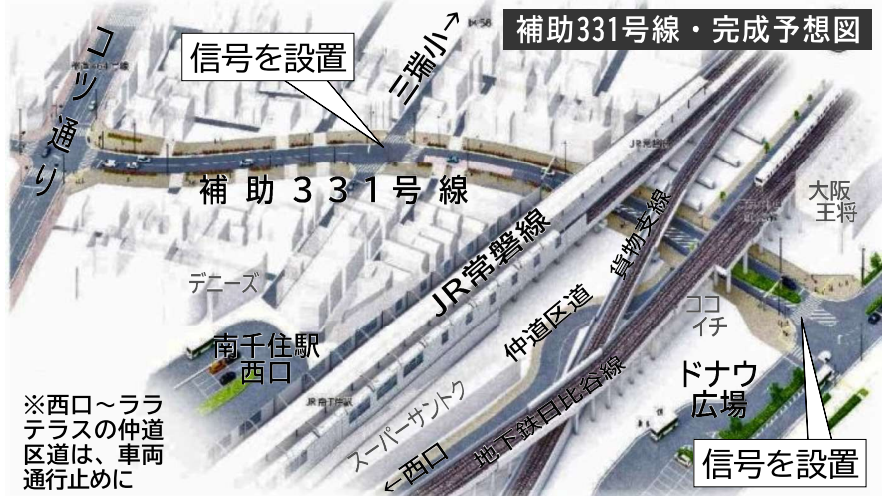 補助331号線・完成予想図
コツ通り
信号を設置
三瑞小→
補助331号線
大阪
王将
貨物支線
JR常磐線
デニーズ
仲道区道
ココ
イチ
南千住駅
西口
ドナウ
広場
スーパーサントク
地下鉄日比谷線
←西口
※西口～ララ
テラスの仲道
区道は、車両
通行止めに
信号を設置